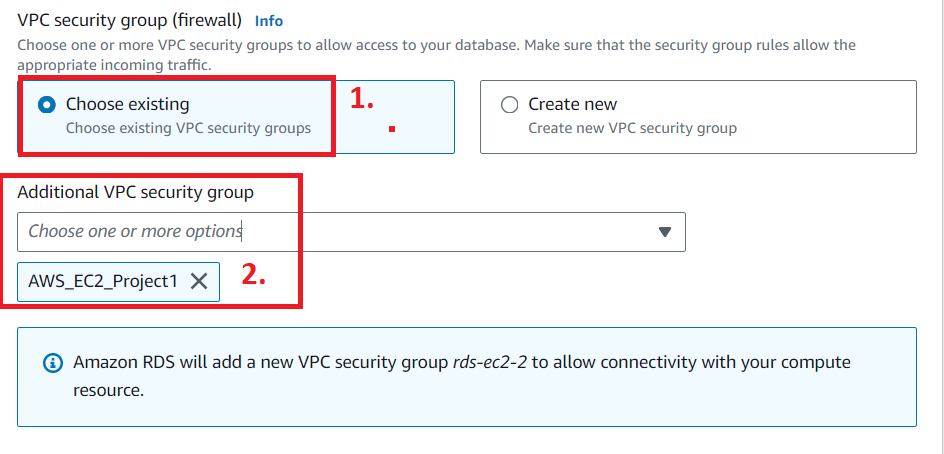 VPC security group (firewall) Info
Choose one or more VPC security groups to allow access to your database. Make sure that the security group rules allow the
appropriate incoming traffic.
Choose existing
Choose existing VPC security groups
1.
Create new
Create new VPC security group
Additional VPC security group
Choose one or more options
AWS_EC2_Project1
2.
Amazon RDS will add a new VPC security group rds-ec2-2 to allow connectivity with your compute
resource.